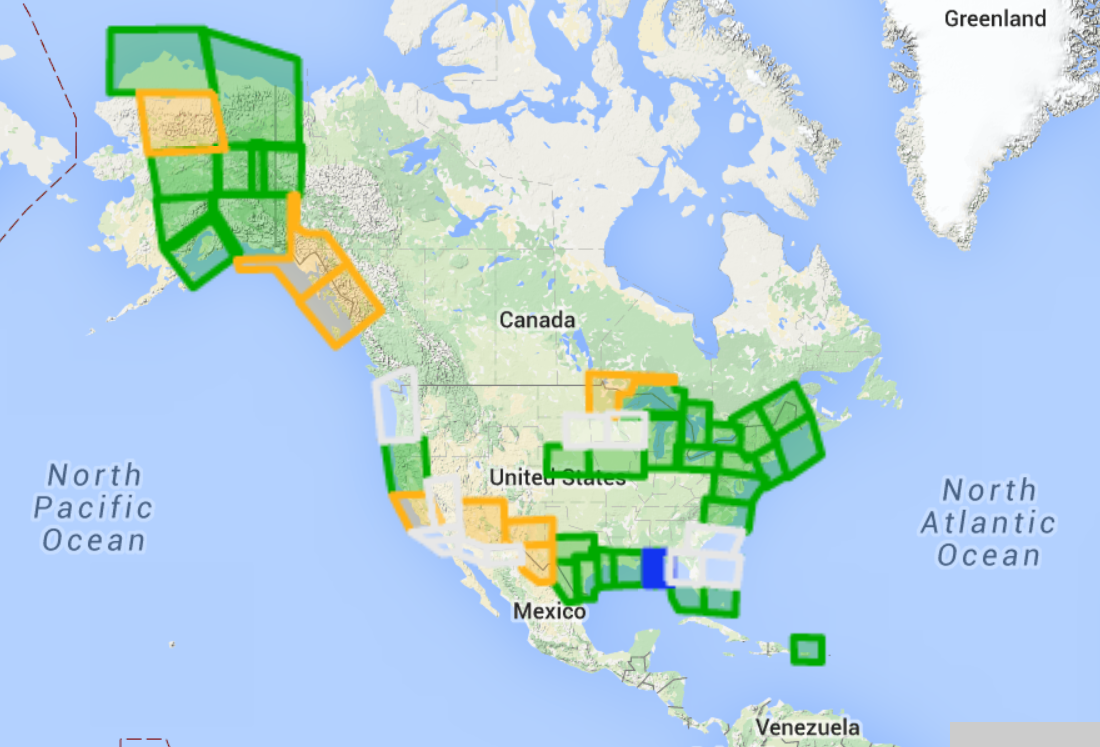 Greenland
Canada
North
Pacific
Ocean
United States
North
Atlantic
Ocean
Mexico
Venezuela